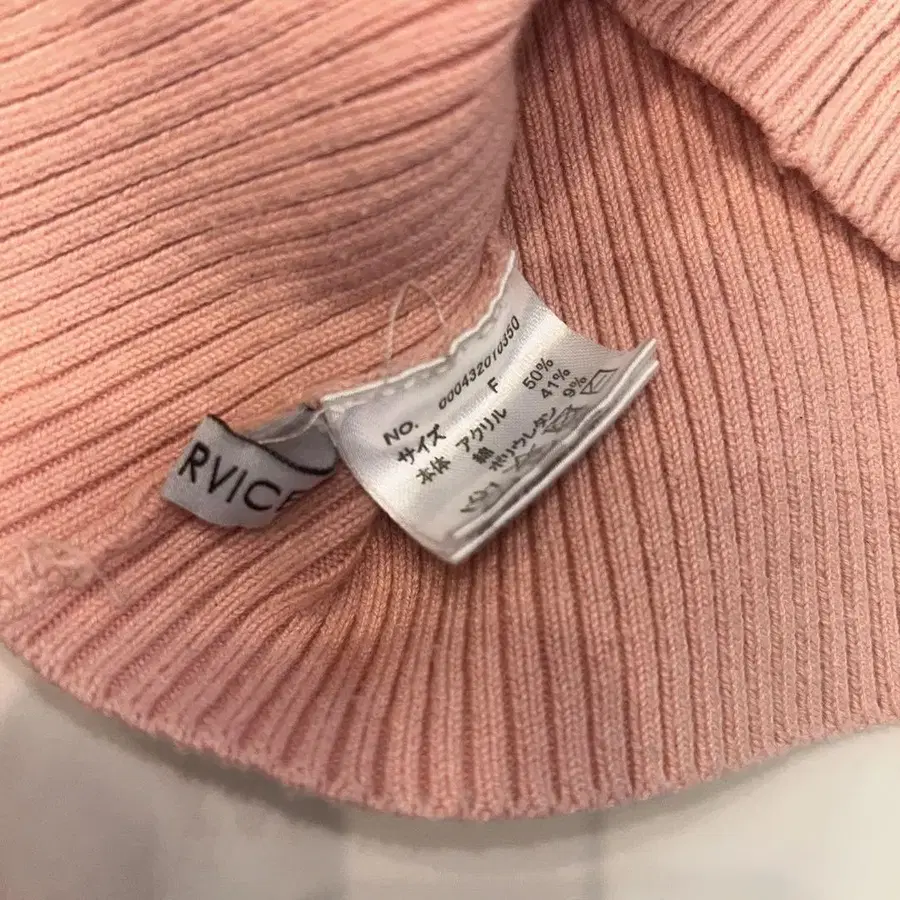 RVICE
NO. 000432010350
サイズ F
本体 アクリル 50%
綿 41%
ポリウレタン 9%